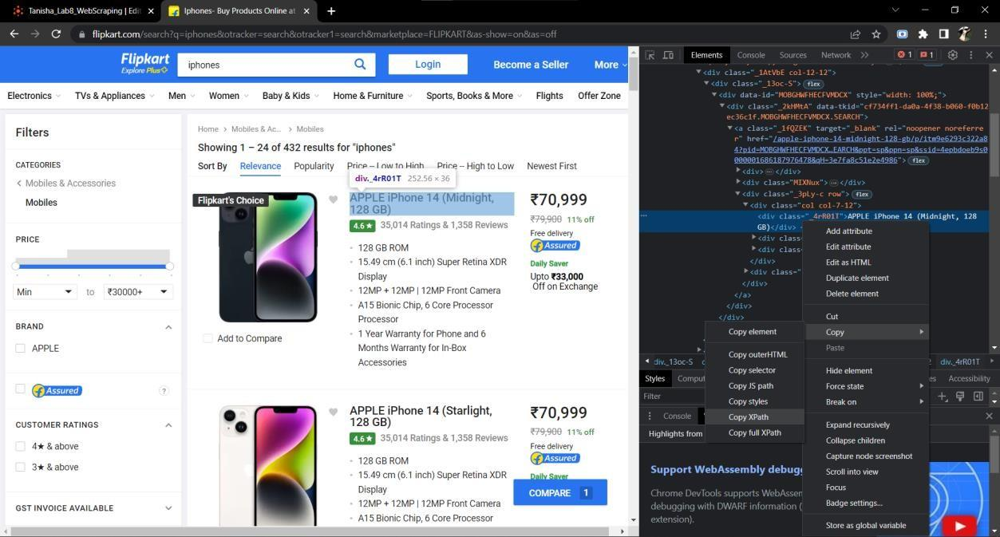 Tanisha_Lab8_WebScraping | Edit
Iphones- Buy Products Online at
flipkart.com/search?q=iphones&otracker=search&otracker1=search&marketplace=FLIPKART&as-show=on&as=off
Flipkart
Explore Plus
iphones
Login
Become a Seller
More
Electronics
TVs & Appliances
Men
Women
Baby & Kids
Home & Furniture
Sports, Books & More
Flights
Offer Zone
Filters
CATEGORIES
Mobiles & Accessories
Mobiles
PRICE
Min
to
₹30000+
BRAND
APPLE
Assured
?
CUSTOMER RATINGS
4★ & above
3★ & above
GST INVOICE AVAILABLE
Home > Mobiles & Ac... > Mobiles
Showing 1 – 24 of 432 results for "iphones"
Sort By Relevance Popularity Price -- Low to High Price -- High to Low Newest First
div._4rR01T 252.56 × 36
Flipkart's Choice
APPLE iPhone 14 (Midnight,
128 GB)
4.6★ 35,014 Ratings & 1,358 Reviews
128 GB ROM
15.49 cm (6.1 inch) Super Retina XDR
Display
12MP + 12MP | 12MP Front Camera
A15 Bionic Chip, 6 Core Processor
Processor
1 Year Warranty for Phone and 6
Months Warranty for In-Box
Accessories
₹70,999
₹79,900 11% off
Free delivery
Assured
Daily Saver
Upto ₹33,000
Off on Exchange
Add to Compare
APPLE iPhone 14 (Starlight,
128 GB)
4.6★ 35,014 Ratings & 1,358 Reviews
128 GB ROM
15.49 cm (6.1 inch) Super Retina XDR
Display
12MP + 12MP | 12MP Front Camera
A15 Bionic Chip, 6 Core Processor
₹70,999
₹79,900 11% off
Free delivery
Assured
Daily Saver
COMPARE 1
Elements Console Sources Network
1
1
<div class="_1AtVbE col-12-12">
<div class="_13oc-S"> flex
<div data-id="MOBGHWFHECFVMDCX" style="width: 100%;">
<div class="_2kHMtA" data-tkid="cf734ff1-da0a-4f38-b060-f0b12
ec36c1f.MOBGHWFHECFVMDCX.SEARCH">
<a class="_1fQZEK" target="_blank" rel="noopener noreferre
r" href="/apple-iphone-14-midnight-128-gb/p/itm9e6293c322a8
4?pid=MOBGHWFHECFVMDCX…EARCH&ppt=sp&ppn=sp&ssid=4epbdoeb9s0
000001686187976478&qH=3e7fa8c51e2e4986"> flex
<div>…</div>
<div class="MIXNux">…</div>
<div class="_3pLy-c row"> flex
<div class="col col-7-12">
<div class="_4rR01T">APPLE iPhone 14 (Midnight, 128
GB)</div>
<div clas
<div clas
</div>
<div class="
</div>
</a>
</div>
</div>
Add attribute
Edit attribute
Edit as HTML
Duplicate element
Delete element
Cut
Copy
Paste
Hide element
Force state
Break on
Expand recursively
Collapse children
Capture node screenshot
Scroll into view
Focus
Badge settings...
Store as global variable
Copy element
Copy outerHTML
Copy selector
Copy JS path
Copy styles
Copy XPath
Copy full XPath
div._13oc-S
div._4rR01T
Styles
Comput
Accessibility
Filter
Console
Highlights from
Support WebAssembly debugg
Chrome DevTools supports WebAssem
debugging with DWARF information (
extension).